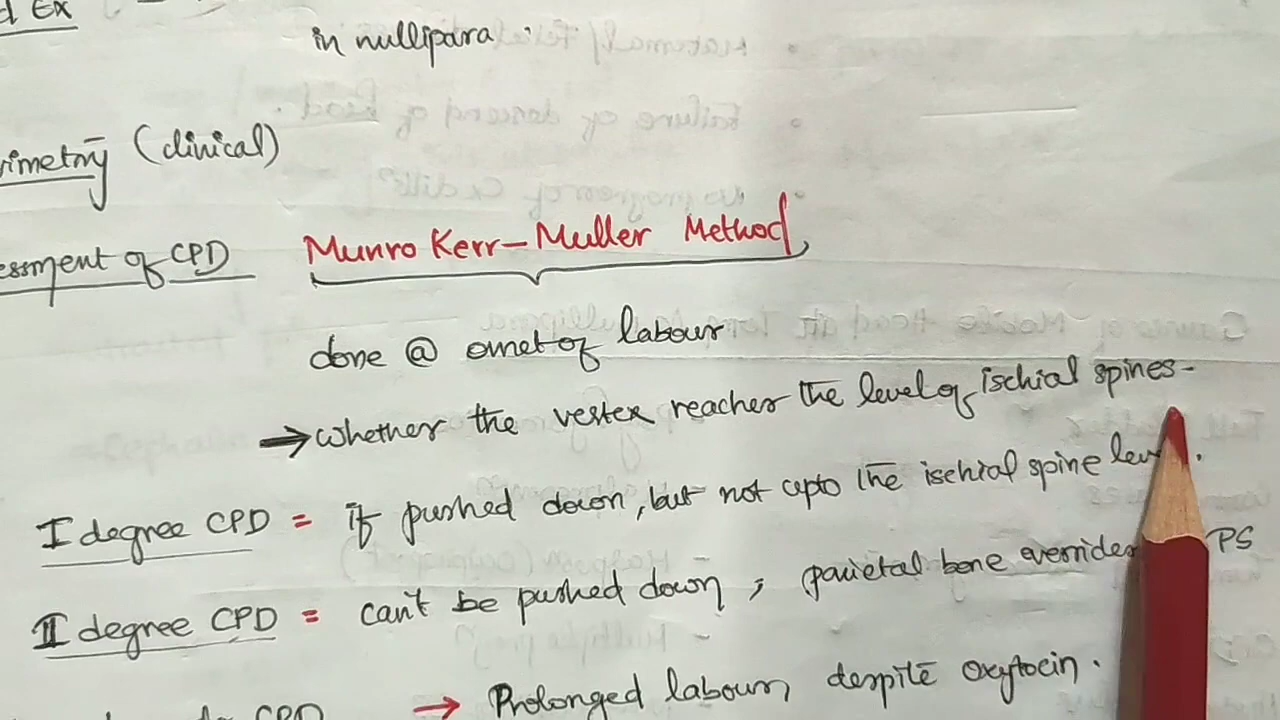 d Ex
in nullipara.
imetry (clinical)
essment of CPD Munro Kerr-Muller Method
done @ onset of labour
→ whether the vertex reaches the level of ischial spines-
I degree CPD = if pushed down, but not upto the ischial spine lev .
II degree CPD = can't be pushed down ; parietal bone overrides PS
CPD → Prolonged labour, despite oxytocin.